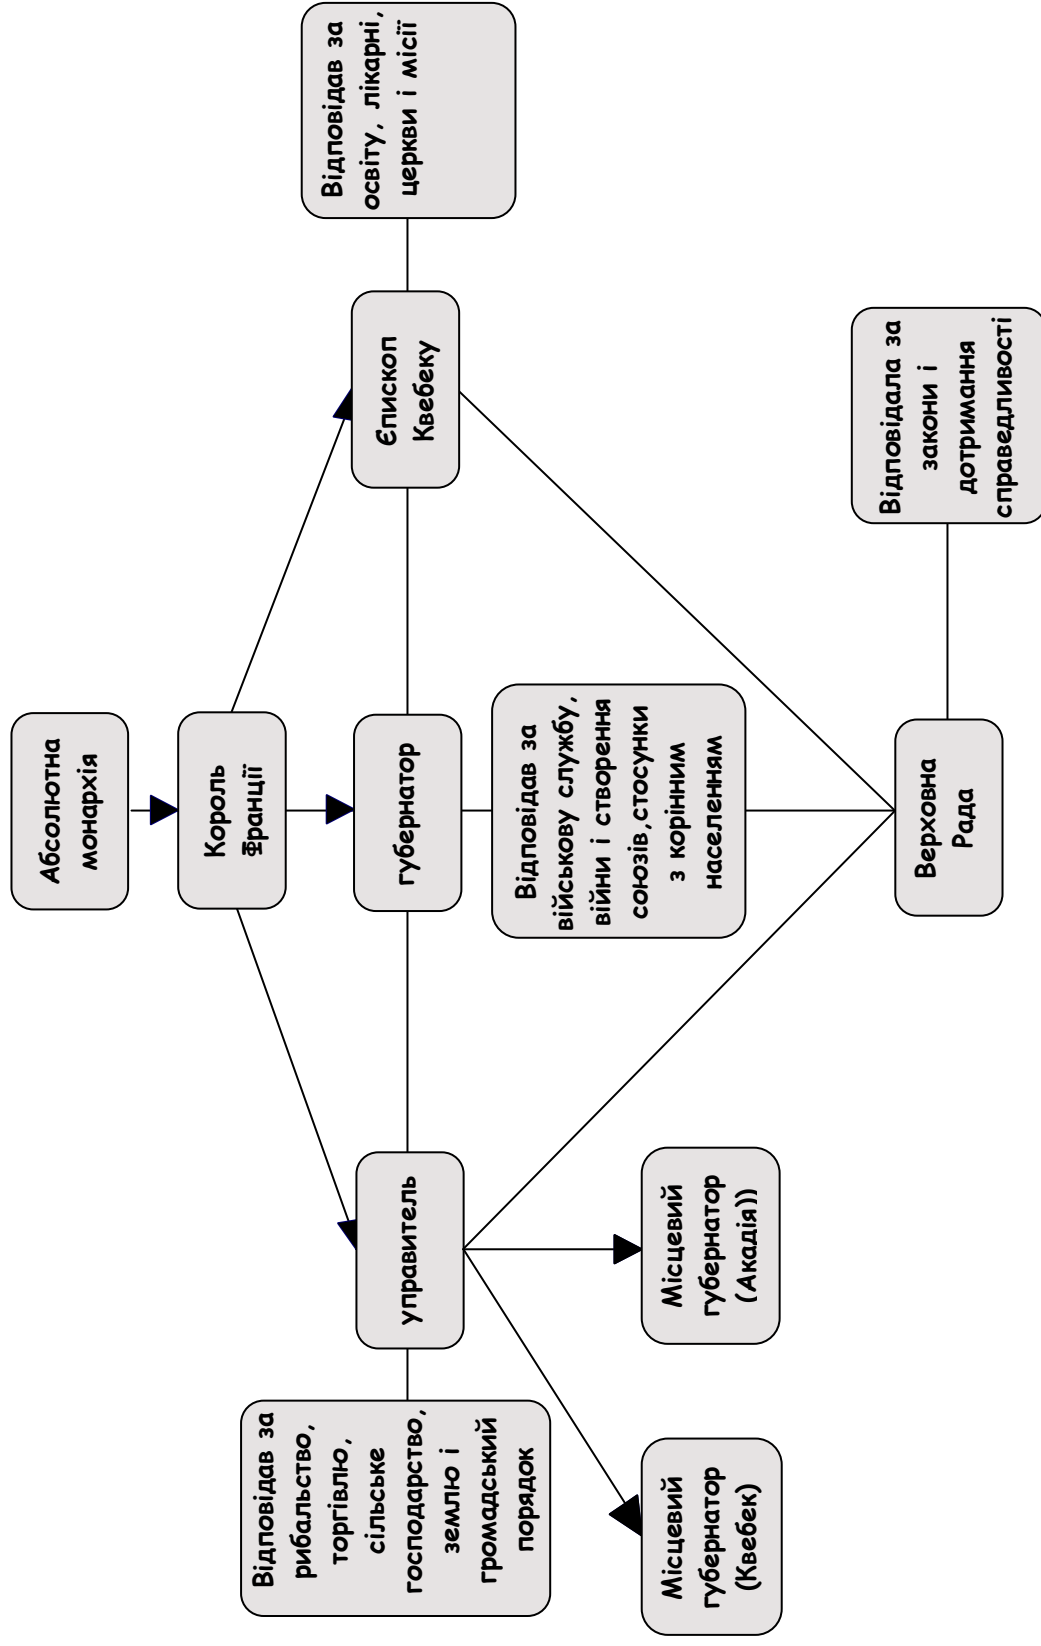 Абсолютна
монархія
Король
Франції
управитель
губернатор
Єпископ
Квебеку
Відповідав за
рибальство,
торгівлю,
сільське
господарство,
землю і
громадський
порядок
Відповідав за
військову службу,
війни і створення
союзів,стосунки
з корінним
населенням
Відповідав за
освіту, лікарні,
церкви і місії
Місцевий
губернатор
(Квебек)
Місцевий
губернатор
(Акадія))
Верховна
Рада
Відповідала за
закони і
дотримання
справедливості